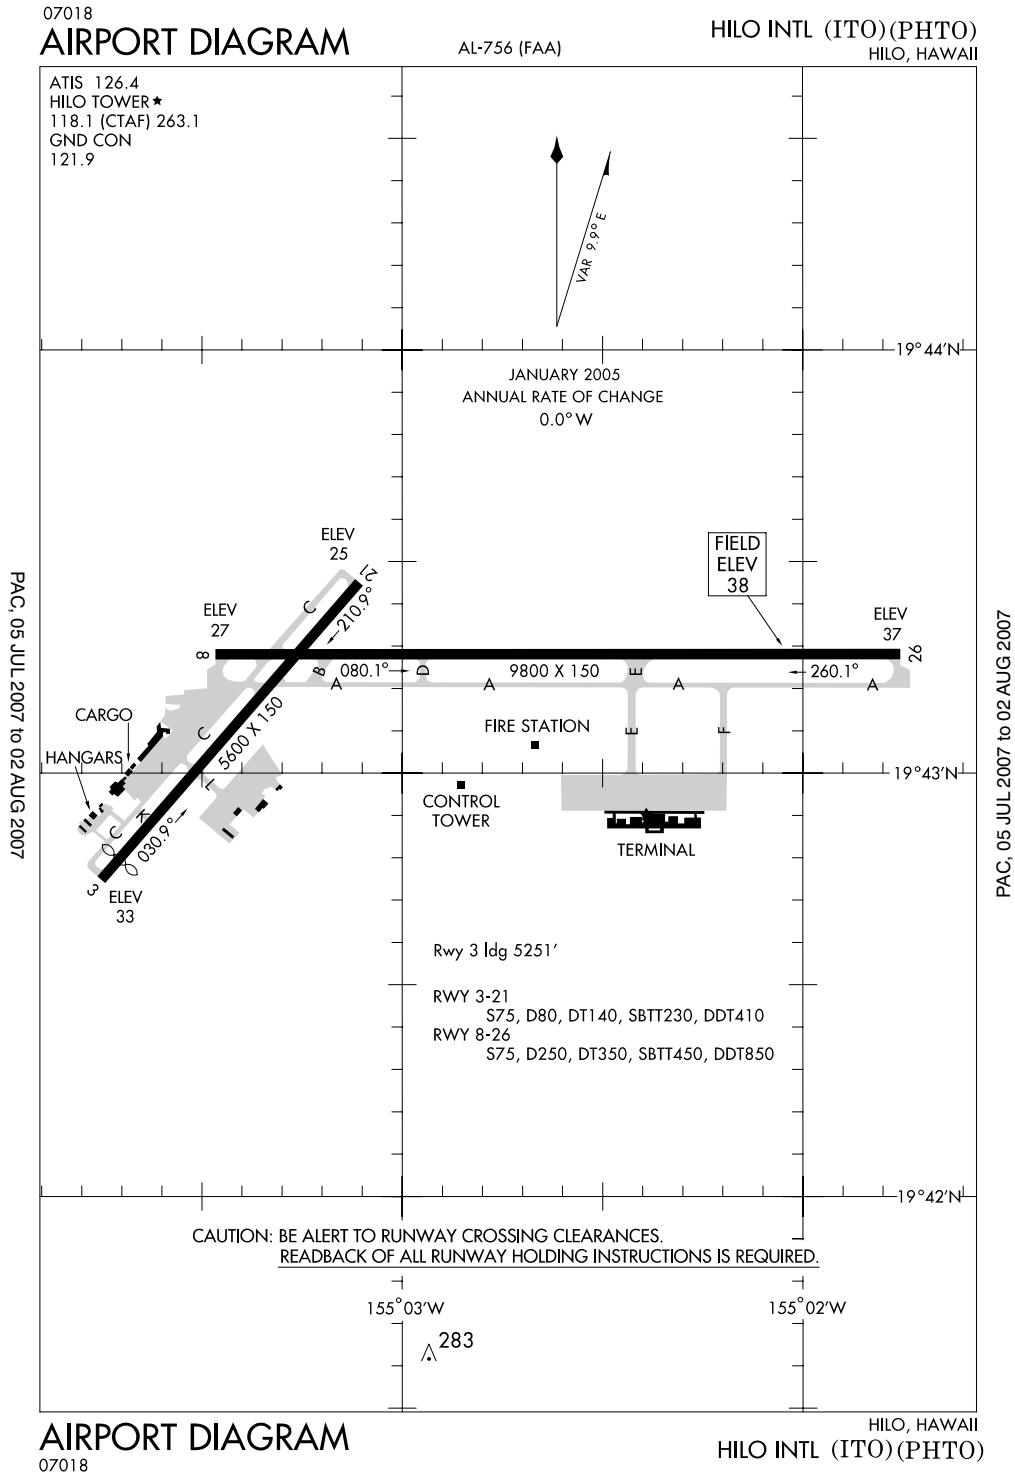 07018
AIRPORT DIAGRAM
AL-756 (FAA)
HILO INTL (ITO) (PHTO)
HILO, HAWAII
ATIS 126.4
HILO TOWER★
118.1 (CTAF) 263.1
GND CON
121.9
VAR 9.9° E
19°44'N
JANUARY 2005
ANNUAL RATE OF CHANGE
0.0° W
ELEV
25
21
210.9°
C
FIELD
ELEV
38
ELEV
27
8
ELEV
37
26
B
080.1°
D
9800 X 150
E
260.1°
A
A
A
A
CARGO
HANGARS
C
5600 X 150
L
FIRE STATION
E
F
19°43'N
CONTROL
TOWER
TERMINAL
K
C
030.9°
3
ELEV
33
Rwy 3 ldg 5251'
RWY 3-21
S75, D80, DT140, SBTT230, DDT410
RWY 8-26
S75, D250, DT350, SBTT450, DDT850
19°42'N
CAUTION: BE ALERT TO RUNWAY CROSSING CLEARANCES.
READBACK OF ALL RUNWAY HOLDING INSTRUCTIONS IS REQUIRED.
155°03'W
155°02'W
283
PAC, 05 JUL 2007 to 02 AUG 2007
PAC, 05 JUL 2007 to 02 AUG 2007
AIRPORT DIAGRAM
07018
HILO, HAWAII
HILO INTL (ITO) (PHTO)